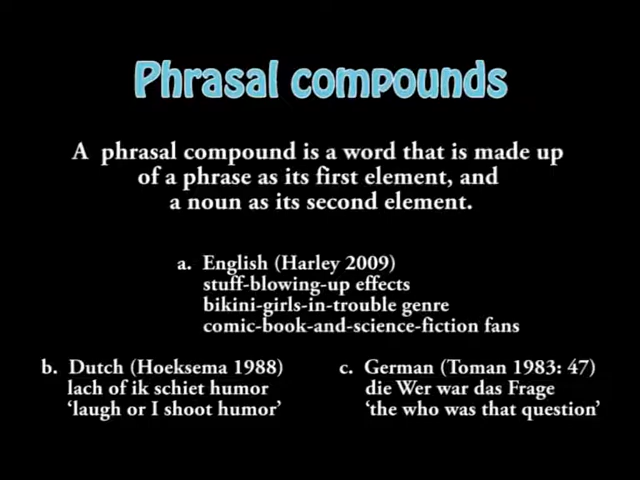 Phrasal compounds
A phrasal compound is a word that is made up
of a phrase as its first element, and
a noun as its second element.
a. English (Harley 2009)
stuff-blowing-up effects
bikini-girls-in-trouble genre
comic-book-and-science-fiction fans
b. Dutch (Hoeksema 1988)
lach of ik schiet humor
‘laugh or I shoot humor’
c. German (Toman 1983: 47)
die Wer war das Frage
‘the who was that question’